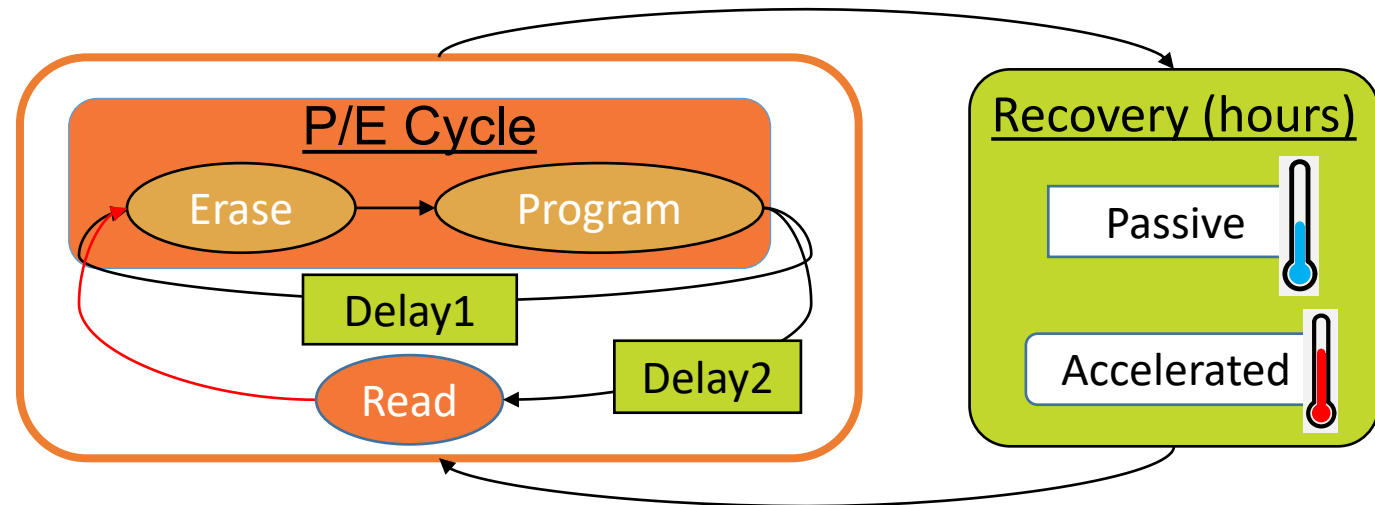 P/E Cycle
Erase
Program
Delay1
Delay2
Read
Recovery (hours)
Passive
Accelerated